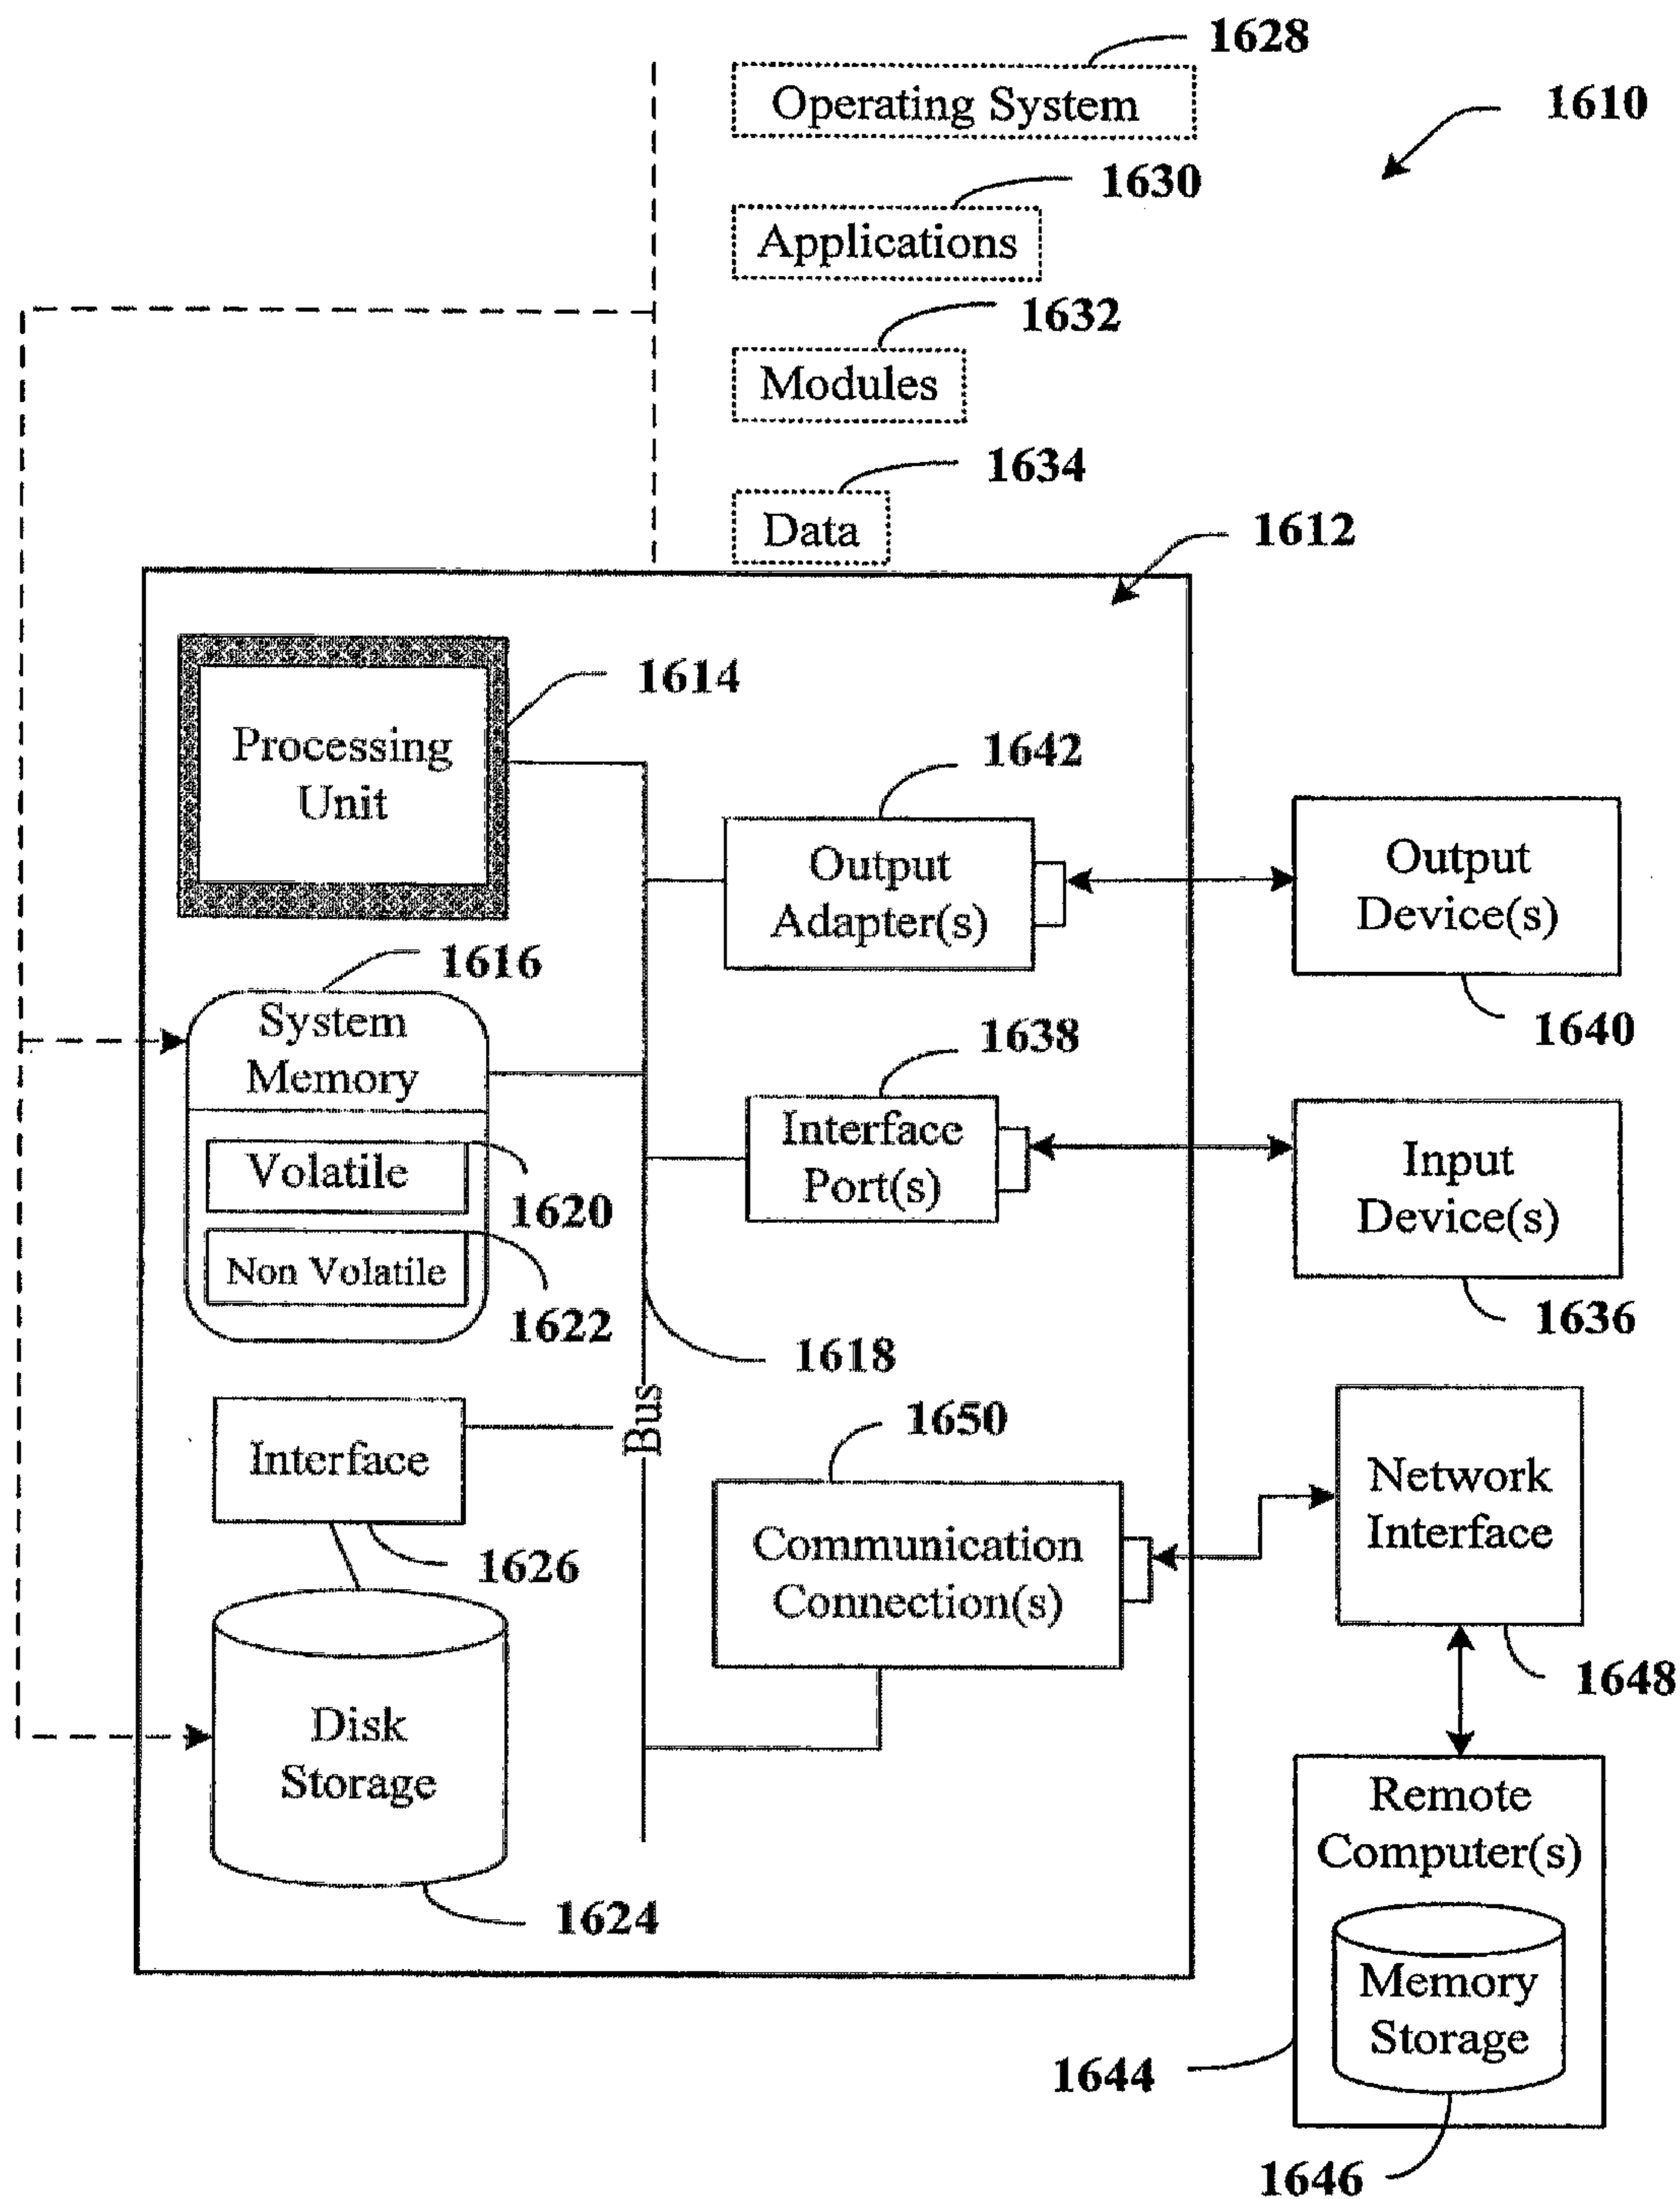 1628
Operating System
1610
1630
Applications
1632
Modules
1634
Data
1612
1614
Processing
Unit
1642
Output
Adapter(s)
Output
Device(s)
1640
1616
System
Memory
Volatile
1620
Non Volatile
1622
1638
Interface
Port(s)
Input
Device(s)
1636
1618
Bus
Interface
1626
1650
Communication
Connection(s)
Network
Interface
1648
Disk
Storage
1624
Remote
Computer(s)
Memory
Storage
1644
1646